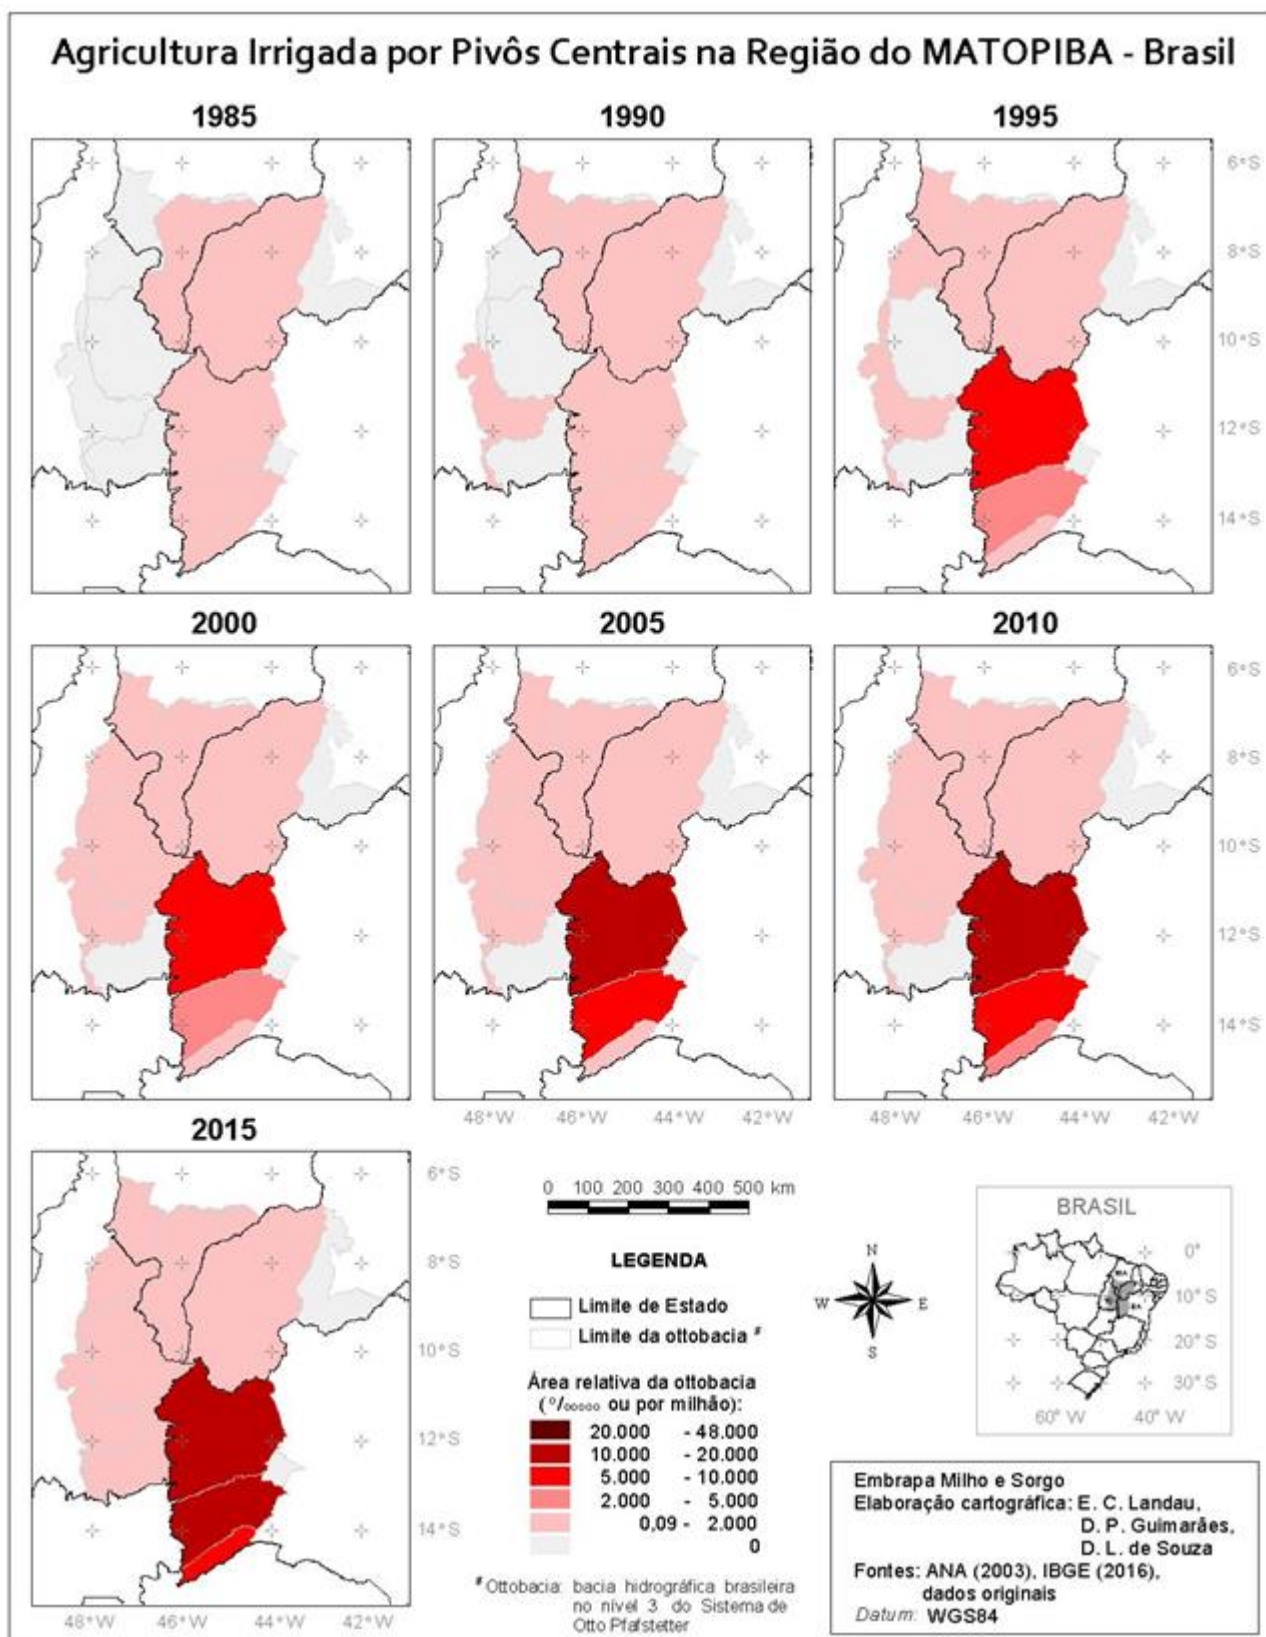 Agricultura Irrigada por Pivôs Centrais na Região do MATOPIBA - Brasil
1985
1990
1995
6°S
8°S
10°S
12°S
14°S
2000
2005
2010
6°S
8°S
10°S
12°S
14°S
48°W 46°W 44°W 42°W
48°W 46°W 44°W 42°W
2015
6°S
8°S
10°S
12°S
14°S
48°W 46°W 44°W 42°W
0 100 200 300 400 500 km
LEGENDA
Limite de Estado
Limite da ottobacia #
Área relativa da ottobacia
(°/ooooo ou por milhão):
20.000 - 48.000
10.000 - 20.000
5.000 - 10.000
2.000 - 5.000
0,09 - 2.000
0
# Ottobacia: bacia hidrográfica brasileira
no nível 3 do Sistema de
Otto Pfafstetter
N
W E
S
BRASIL
0°
10° S
20° S
30° S
60° W 40° W
BA
Embrapa Milho e Sorgo
Elaboração cartográfica: E. C. Landau,
D. P. Guimarães,
D. L. de Souza
Fontes: ANA (2003), IBGE (2016),
dados originais
Datum: WGS84